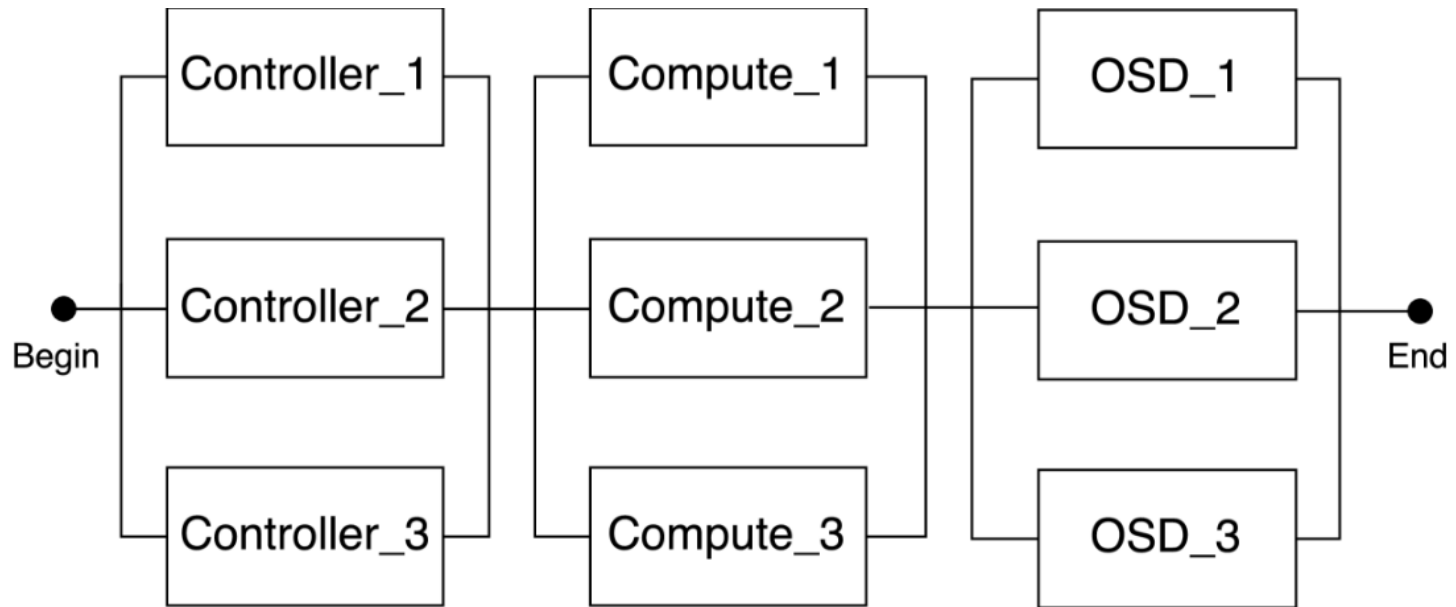 Controller_1
Compute_1
OSD_1
Controller_2
Compute_2
OSD_2
Begin
End
Controller_3
Compute_3
OSD_3